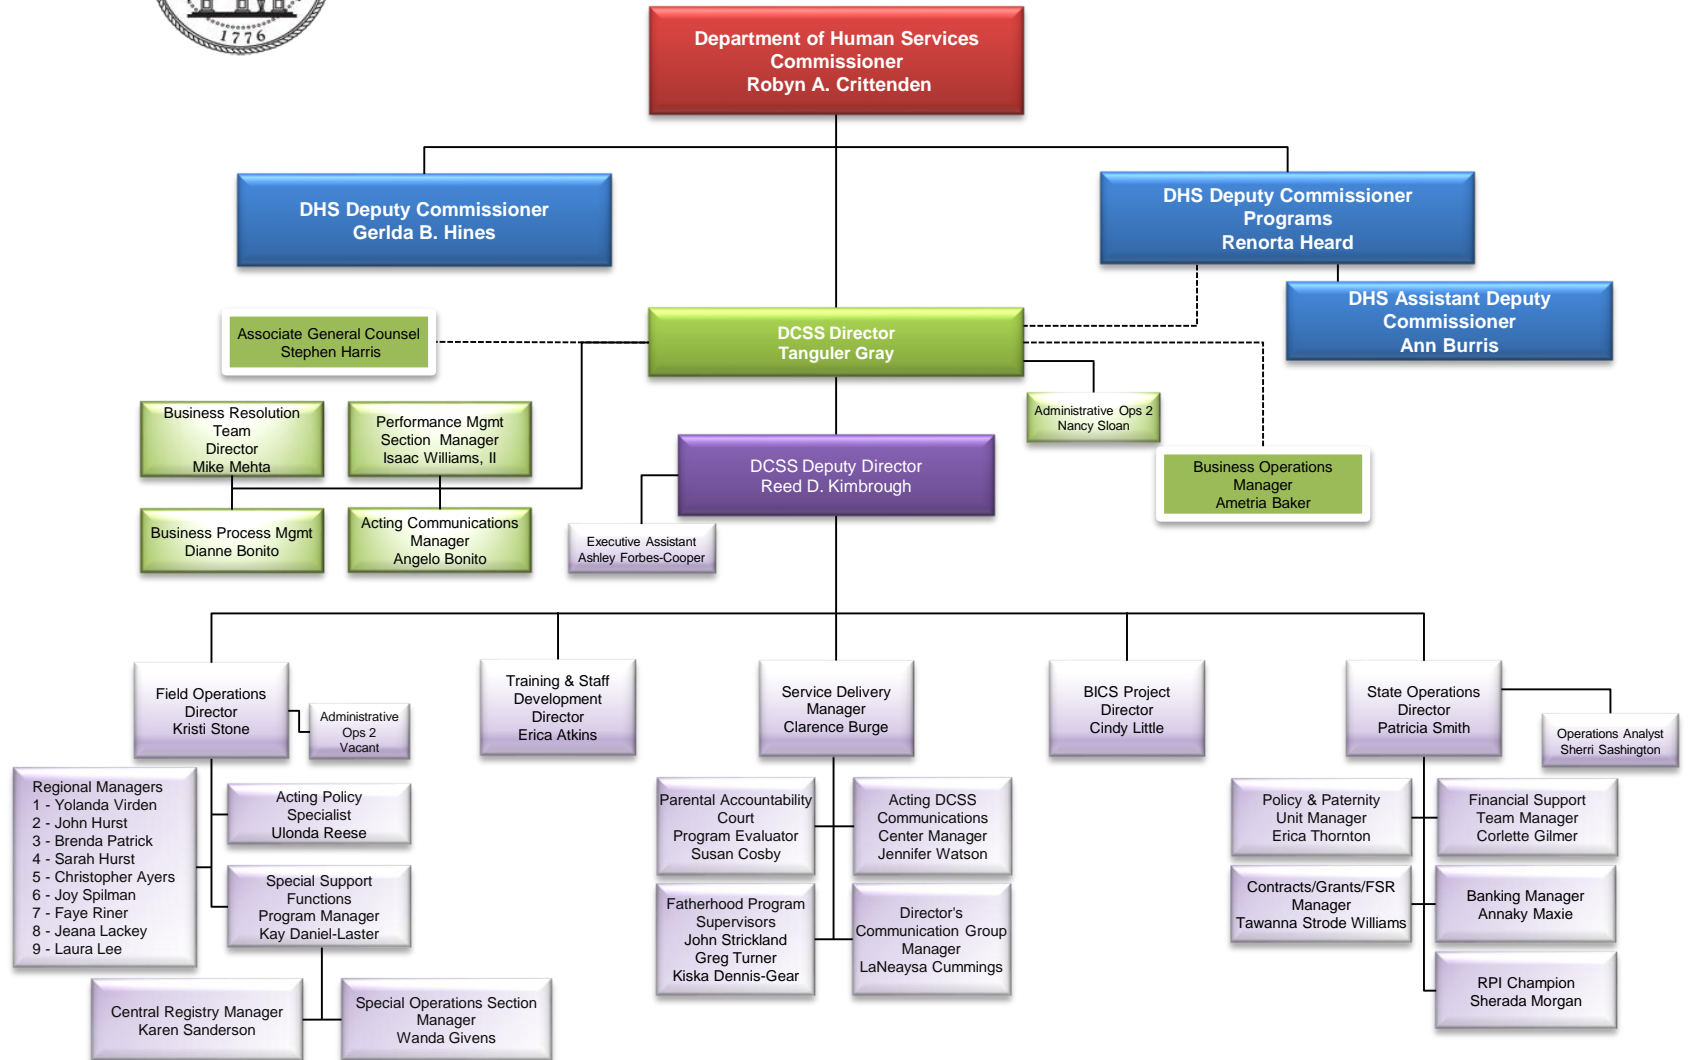 1776
Department of Human Services
Commissioner
Robyn A. Crittenden
DHS Deputy Commissioner
Gerlda B. Hines
DHS Deputy Commissioner
Programs
Renorta Heard
DHS Assistant Deputy
Commissioner
Ann Burris
Associate General Counsel
Stephen Harris
DCSS Director
Tanguler Gray
Administrative Ops 2
Nancy Sloan
Business Resolution
Team
Director
Mike Mehta
Performance Mgmt
Section Manager
Isaac Williams, II
DCSS Deputy Director
Reed D. Kimbrough
Business Operations
Manager
Ametria Baker
Business Process Mgmt
Dianne Bonito
Acting Communications
Manager
Angelo Bonito
Executive Assistant
Ashley Forbes-Cooper
Field Operations
Director
Kristi Stone
Administrative
Ops 2
Vacant
Training & Staff
Development
Director
Erica Atkins
Service Delivery
Manager
Clarence Burge
BICS Project
Director
Cindy Little
State Operations
Director
Patricia Smith
Operations Analyst
Sherri Sashington
Regional Managers
1 - Yolanda Virden
2 - John Hurst
3 - Brenda Patrick
4 - Sarah Hurst
5 - Christopher Ayers
6 - Joy Spilman
7 - Faye Riner
8 - Jeana Lackey
9 - Laura Lee
Acting Policy
Specialist
Ulonda Reese
Special Support
Functions
Program Manager
Kay Daniel-Laster
Central Registry Manager
Karen Sanderson
Special Operations Section
Manager
Wanda Givens
Parental Accountability
Court
Program Evaluator
Susan Cosby
Acting DCSS
Communications
Center Manager
Jennifer Watson
Fatherhood Program
Supervisors
John Strickland
Greg Turner
Kiska Dennis-Gear
Director's
Communication Group
Manager
LaNeaysa Cummings
Policy & Paternity
Unit Manager
Erica Thornton
Financial Support
Team Manager
Corlette Gilmer
Contracts/Grants/FSR
Manager
Tawanna Strode Williams
Banking Manager
Annaky Maxie
RPI Champion
Sherada Morgan